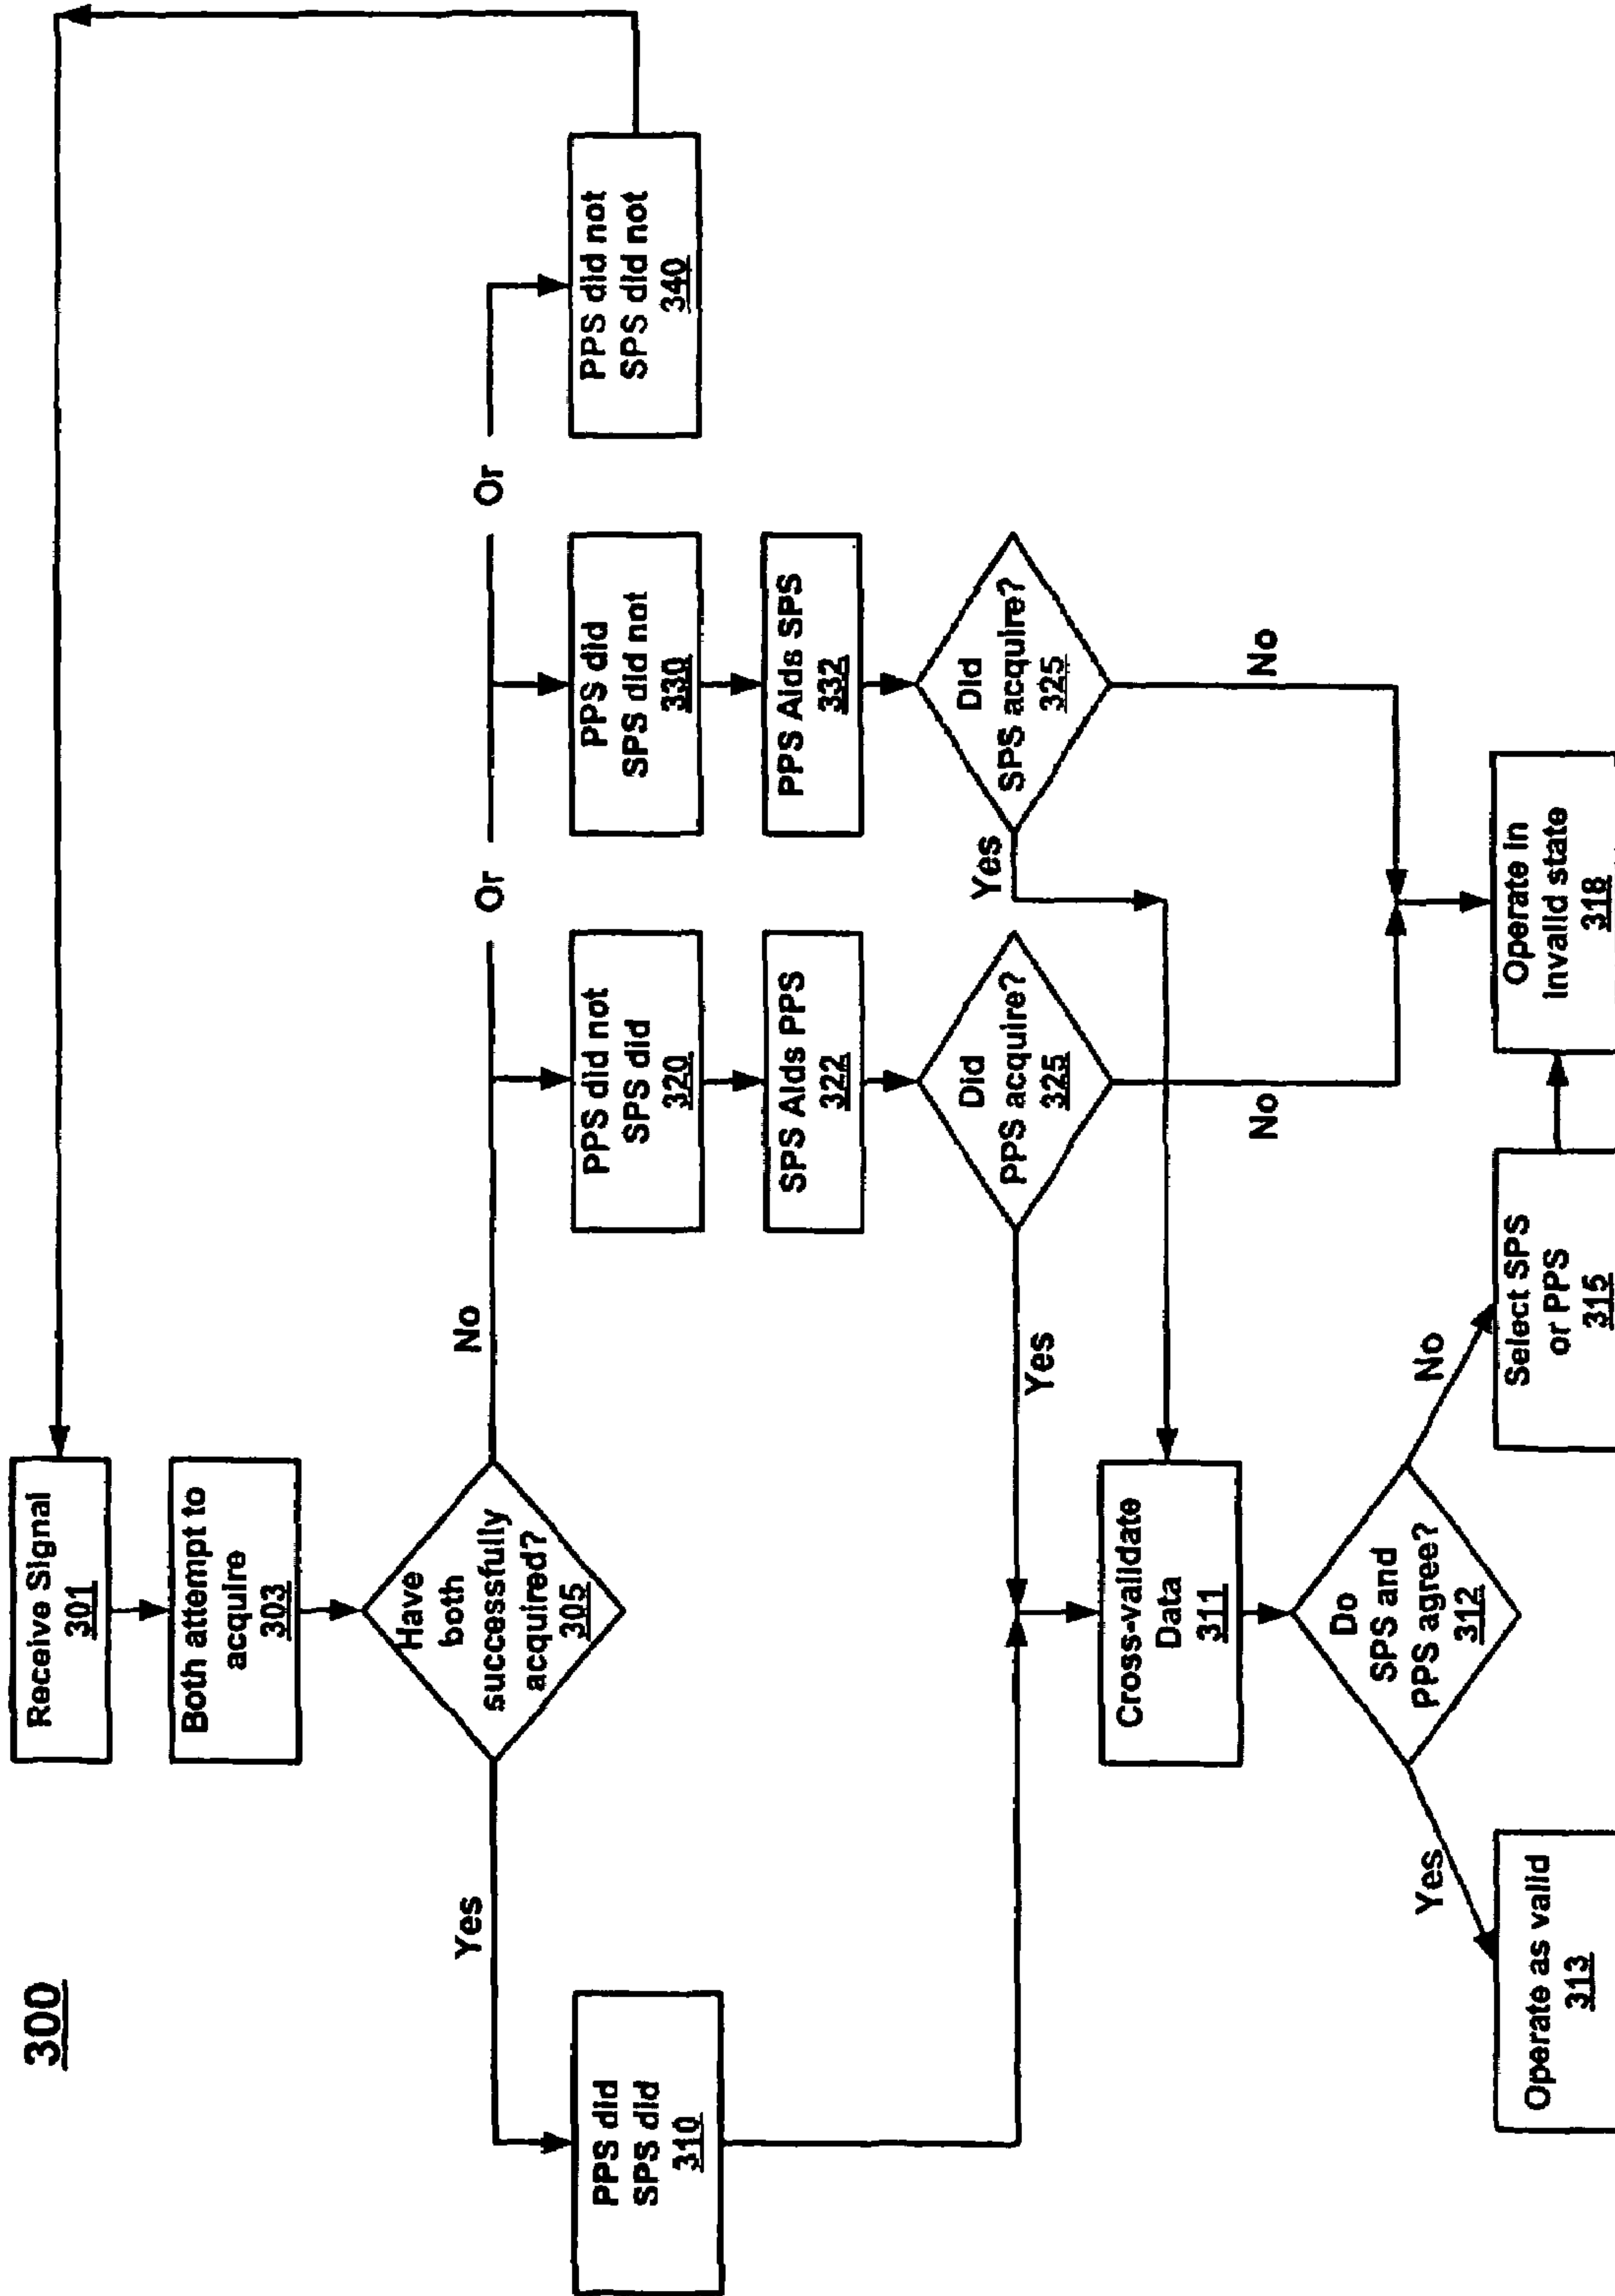 300
Receive Signal
301
Both attempt to
acquire
303
Have
both
successfully
acquired?
305
Yes
No
Or
Or
PPS did
SPS did
310
PPS did not
SPS did
320
PPS did
SPS did not
330
PPS did not
SPS did not
340
SPS Aids PPS
322
PPS Aids SPS
332
Did
PPS acquire?
325
Did
SPS acquire?
325
Yes
Yes
No
No
Cross-validate
Data
311
Do
SPS and
PPS agree?
312
Yes
No
Operate as valid
313
Select SPS
or PPS
315
Operate in
invalid state
318